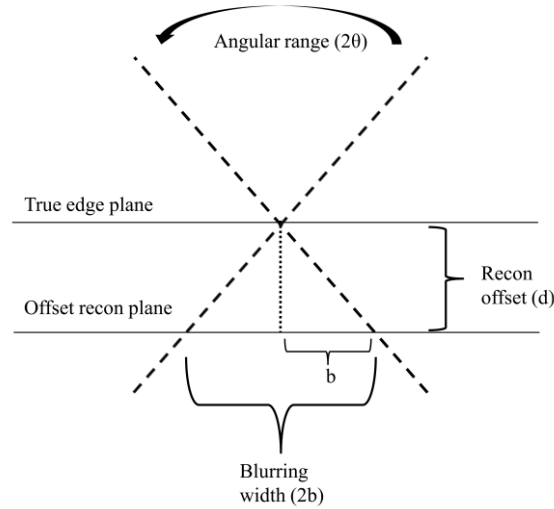 Angular range (2θ)
True edge plane
Offset recon plane
Recon
offset (d)
b
Blurring
width (2b)